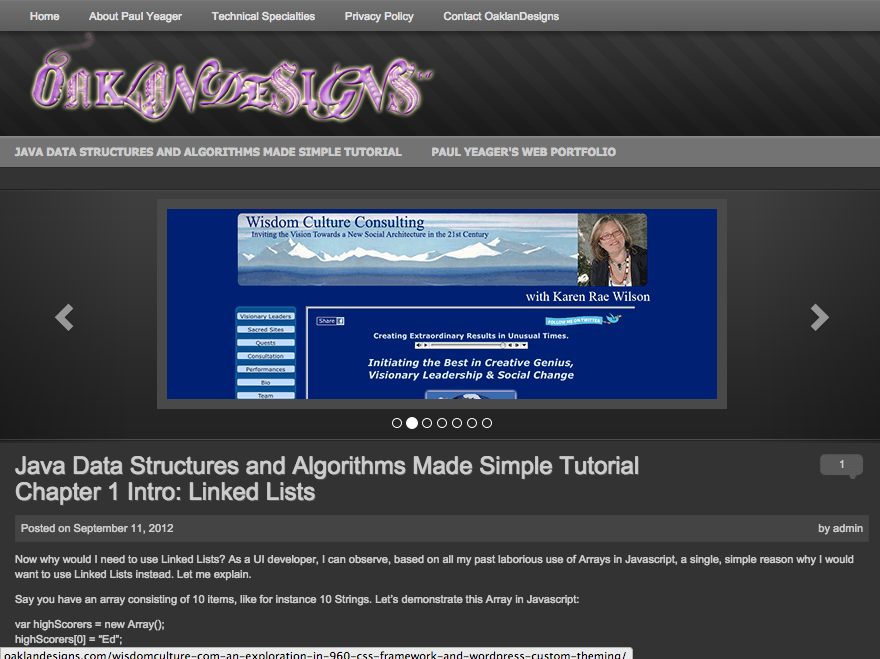 Home About Paul Yeager Technical Specialties Privacy Policy Contact OaklanDesigns
OAKLANDESIGNS
JAVA DATA STRUCTURES AND ALGORITHMS MADE SIMPLE TUTORIAL PAUL YEAGER'S WEB PORTFOLIO
Wisdom Culture Consulting
Inviting the Vision Towards a New Social Architecture in the 21st Century
with Karen Rae Wilson
Visionary Leaders
Sacred Sites
Quests
Consultation
Performances
Bio
Team
Share
FOLLOW ME ON TWITTER
Creating Extraordinary Results in Unusual Times.
Initiating the Best in Creative Genius,
Visionary Leadership & Social Change
Java Data Structures and Algorithms Made Simple Tutorial
Chapter 1 Intro: Linked Lists
1
Posted on September 11, 2012 by admin
Now why would I need to use Linked Lists? As a UI developer, I can observe, based on all my past laborious use of Arrays in Javascript, a single, simple reason why I would
want to use Linked Lists instead. Let me explain.
Say you have an array consisting of 10 items, like for instance 10 Strings. Let's demonstrate this Array in Javascript:
var highScorers = new Array();
highScorers[0] = "Ed";
oaklandesigns.com/wisdomculture-com-an-exploration-in-960-css-framework-and-wordpress-custom-theming/